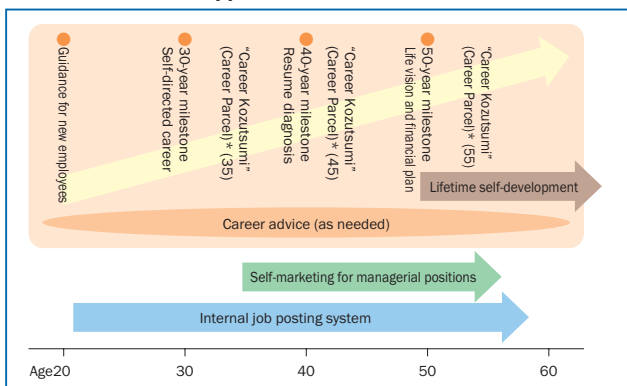 Guidance for new employees
30-year milestone
Self-directed career
“Career Kozutsumi”
(Career Parcel)* (35)
40-year milestone
Resume diagnosis
“Career Kozutsumi”
(Career Parcel)* (45)
50-year milestone
Life vision and financial plan
“Career Kozutsumi”
(Career Parcel)* (55)
Lifetime self-development
Career advice (as needed)
Self-marketing for managerial positions
Internal job posting system
Age20 30 40 50 60